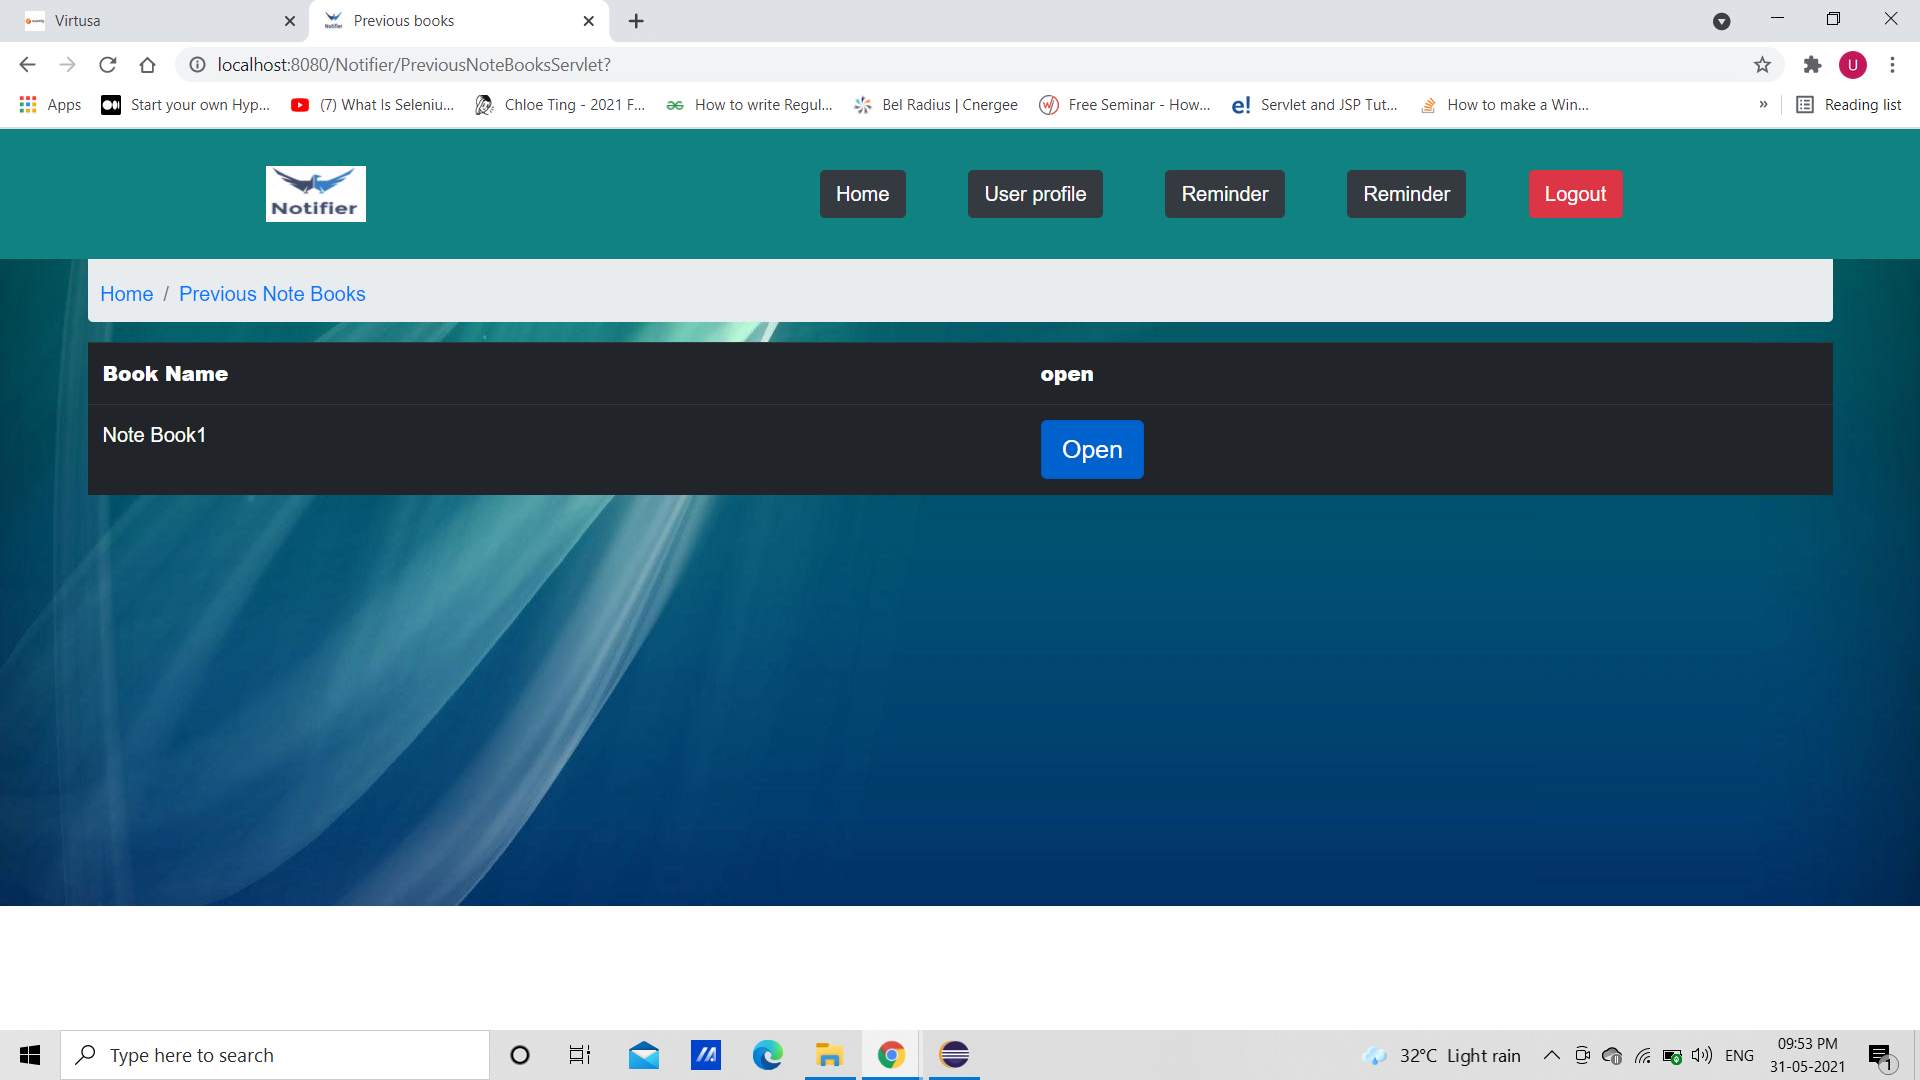 Virtusa
Previous books
localhost:8080/Notifier/PreviousNoteBooksServlet?
U
Apps
Start your own Hyp...
(7) What Is Seleniu...
Chloe Ting - 2021 F...
How to write Regul...
Bel Radius | Cnergee
Free Seminar - How...
e! Servlet and JSP Tut...
How to make a Win...
»
Reading list
Notifier
Home
User profile
Reminder
Reminder
Logout
Home / Previous Note Books
Book Name open
Note Book1 Open
Type here to search
32°C Light rain
ENG
09:53 PM
31-05-2021
1